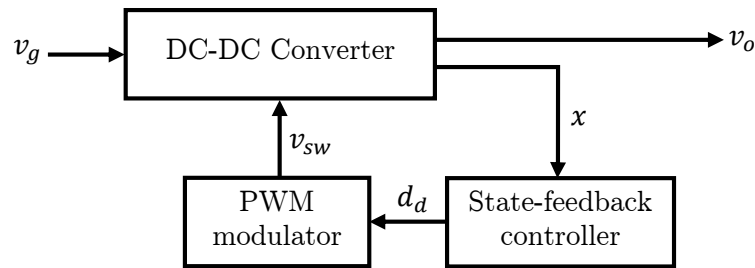 v_g
DC-DC Converter
v_o
x
v_sw
PWM
modulator
d_d
State-feedback
controller